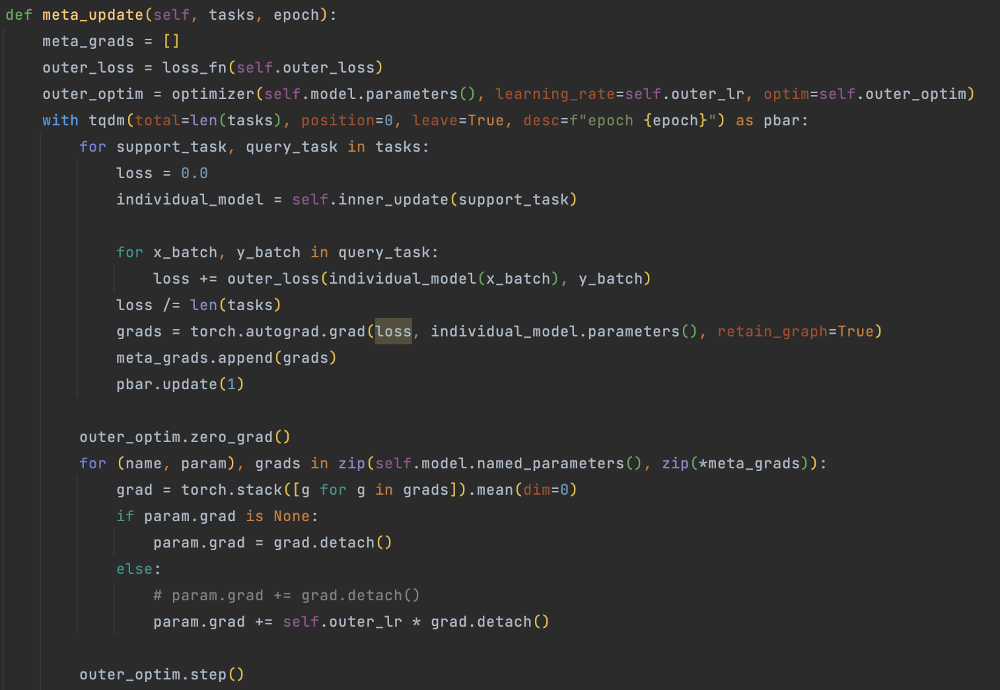 def meta_update(self, tasks, epoch):
    meta_grads = []
    outer_loss = loss_fn(self.outer_loss)
    outer_optim = optimizer(self.model.parameters(), learning_rate=self.outer_lr, optim=self.outer_optim)
    with tqdm(total=len(tasks), position=0, leave=True, desc=f"epoch {epoch}") as pbar:
        for support_task, query_task in tasks:
            loss = 0.0
            individual_model = self.inner_update(support_task)

            for x_batch, y_batch in query_task:
                loss += outer_loss(individual_model(x_batch), y_batch)
            loss /= len(tasks)
            grads = torch.autograd.grad(loss, individual_model.parameters(), retain_graph=True)
            meta_grads.append(grads)
            pbar.update(1)

        outer_optim.zero_grad()
        for (name, param), grads in zip(self.model.named_parameters(), zip(*meta_grads)):
            grad = torch.stack([g for g in grads]).mean(dim=0)
            if param.grad is None:
                param.grad = grad.detach()
            else:
                # param.grad += grad.detach()
                param.grad += self.outer_lr * grad.detach()

        outer_optim.step()